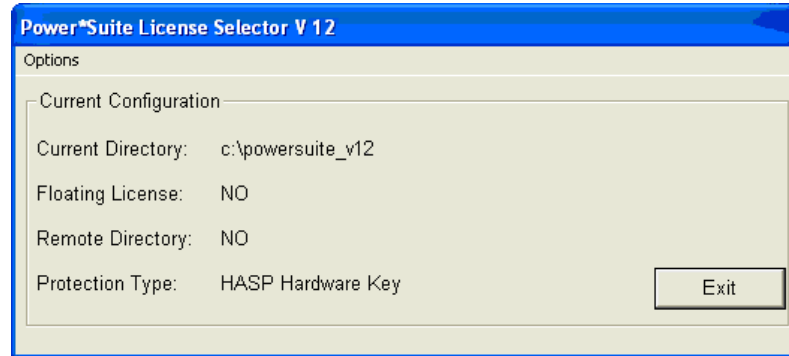 Power*Suite License Selector V 12
Options
Current Configuration
Current Directory: c:\powersuite_v12
Floating License: NO
Remote Directory: NO
Protection Type: HASP Hardware Key
Exit